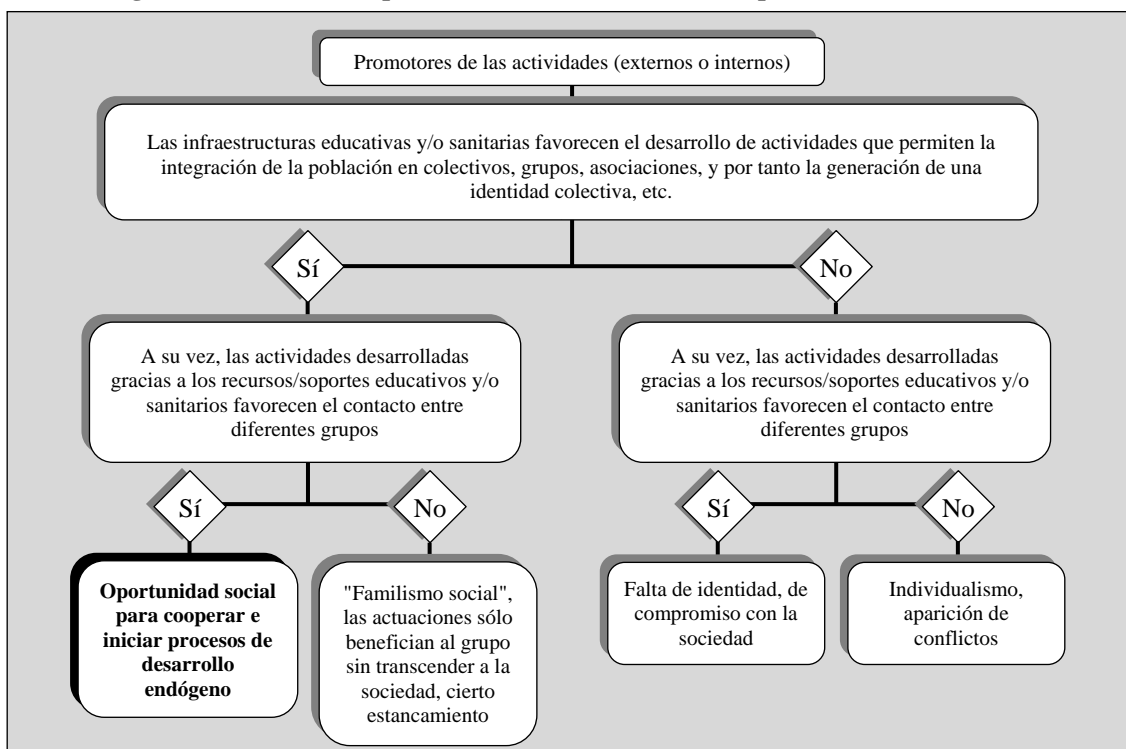 Promotores de las actividades (externos o internos)
Las infraestructuras educativas y/o sanitarias favorecen el desarrollo de actividades que permiten la
integración de la población en colectivos, grupos, asociaciones, y por tanto la generación de una
identidad colectiva, etc.
Sí
No
A su vez, las actividades desarrolladas
gracias a los recursos/soportes educativos y/o
sanitarios favorecen el contacto entre
diferentes grupos
A su vez, las actividades desarrolladas
gracias a los recursos/soportes educativos y/o
sanitarios favorecen el contacto entre
diferentes grupos
Sí
No
Sí
No
Oportunidad social
para cooperar e
iniciar procesos de
desarrollo
endógeno
"Familismo social",
las actuaciones sólo
benefician al grupo
sin transcender a la
sociedad, cierto
estancamiento
Falta de identidad, de
compromiso con la
sociedad
Individualismo,
aparición de
conflictos